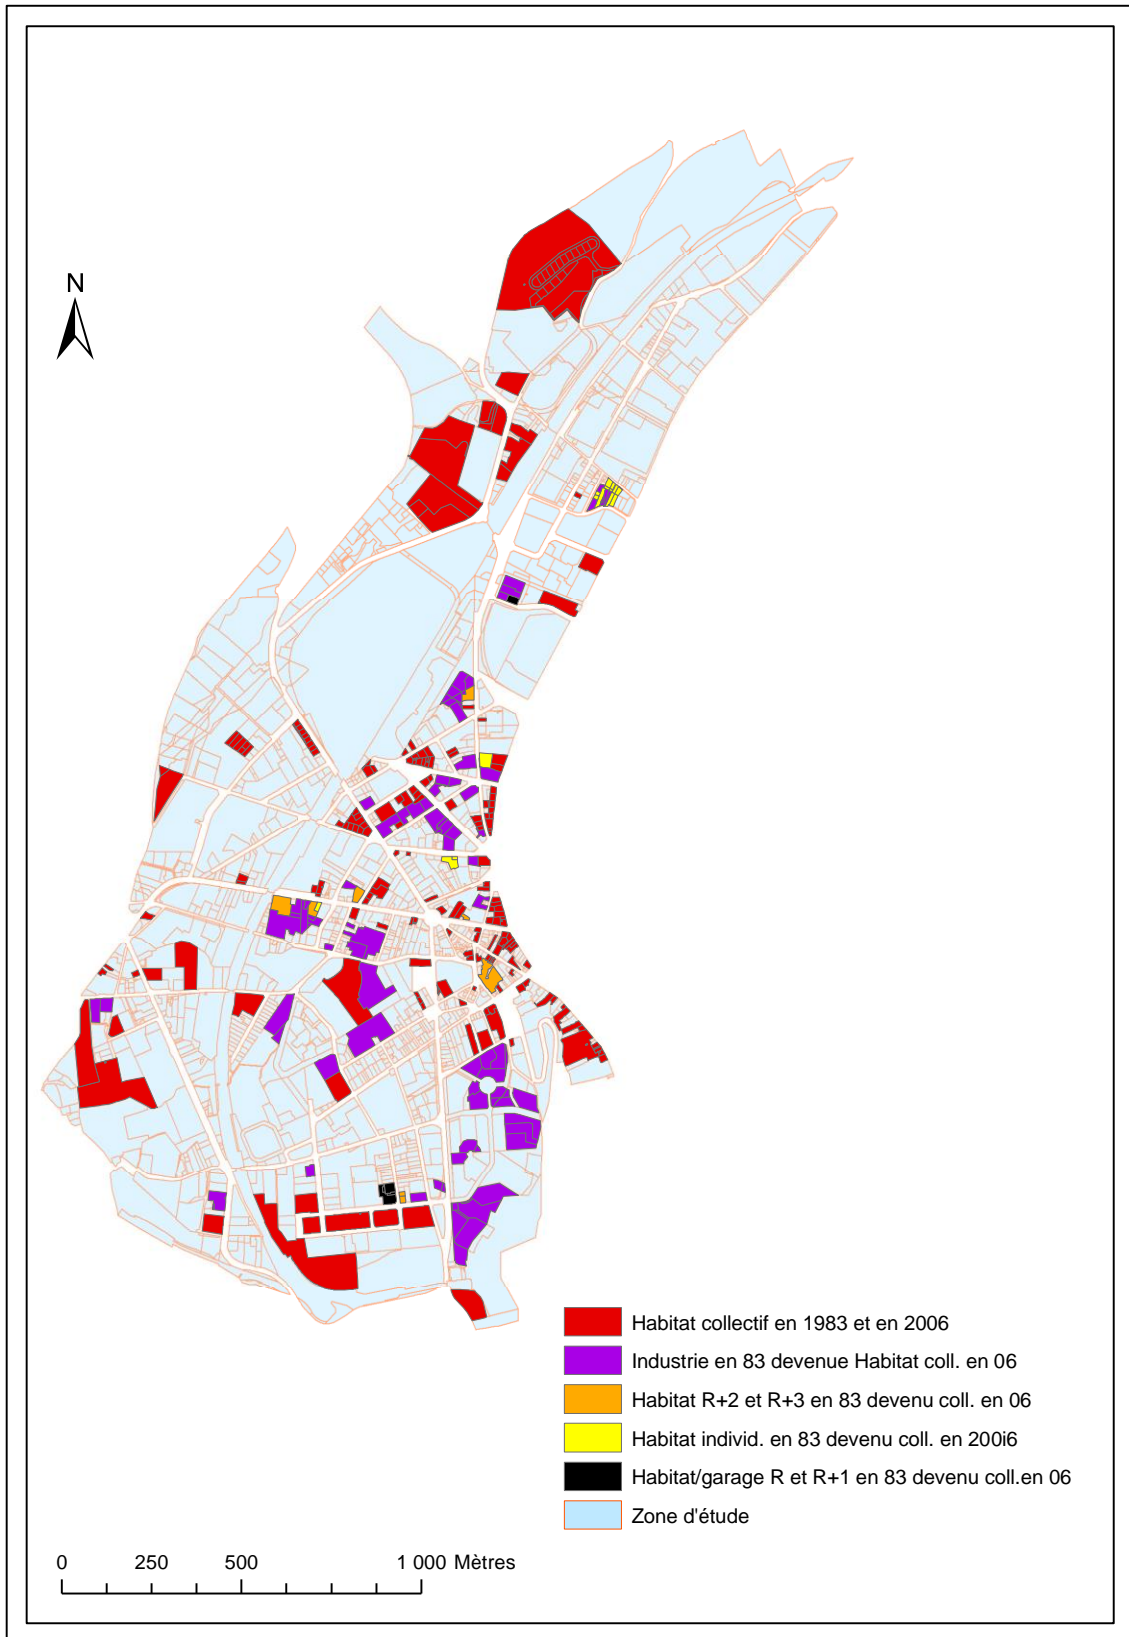 N
Habitat collectif en 1983 et en 2006
Industrie en 83 devenue Habitat coll. en 06
Habitat R+2 et R+3 en 83 devenu coll. en 06
Habitat individ. en 83 devenu coll. en 200i6
Habitat/garage R et R+1 en 83 devenu coll.en 06
Zone d'étude
0 250 500 1 000 Mètres